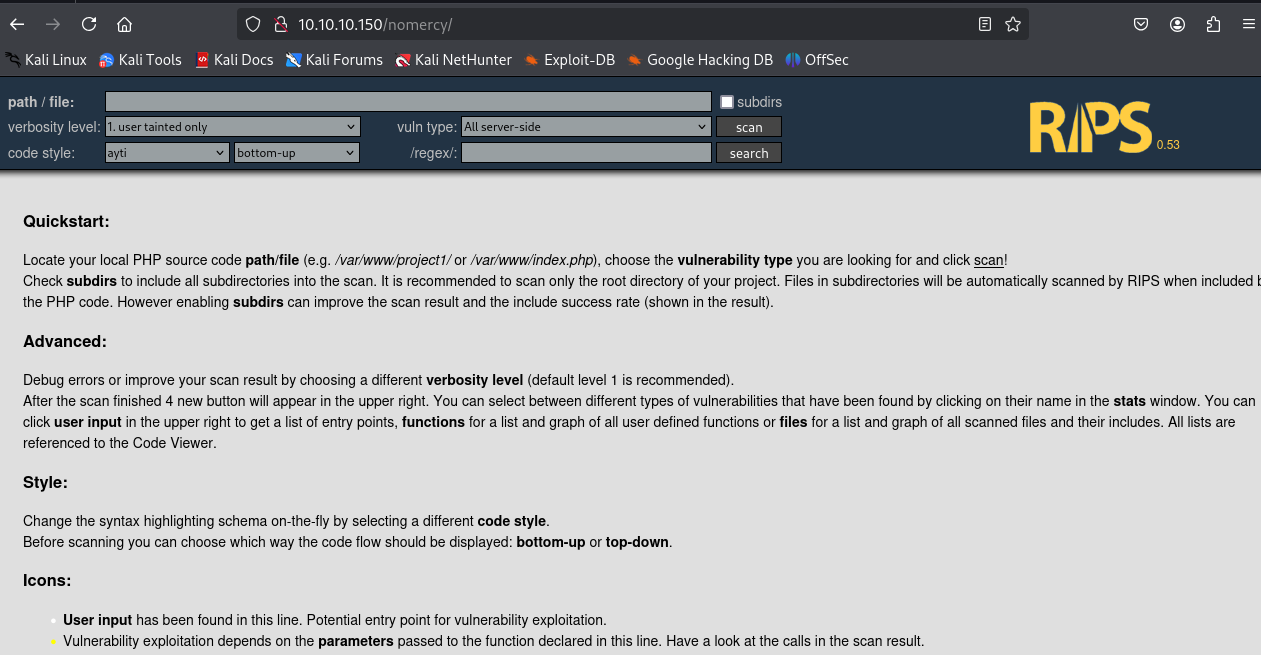 10.10.10.150/nomercy/
Kali Linux Kali Tools Kali Docs Kali Forums Kali NetHunter Exploit-DB Google Hacking DB OffSec
path / file: subdirs
verbosity level: 1. user tainted only vuln type: All server-side scan
code style: ayti bottom-up /regex/: search
RIPS 0.53
Quickstart:
Locate your local PHP source code path/file (e.g. /var/www/project1/ or /var/www/index.php), choose the vulnerability type you are looking for and click scan!
Check subdirs to include all subdirectories into the scan. It is recommended to scan only the root directory of your project. Files in subdirectories will be automatically scanned by RIPS when included
the PHP code. However enabling subdirs can improve the scan result and the include success rate (shown in the result).
Advanced:
Debug errors or improve your scan result by choosing a different verbosity level (default level 1 is recommended).
After the scan finished 4 new button will appear in the upper right. You can select between different types of vulnerabilities that have been found by clicking on their name in the stats window. You can
click user input in the upper right to get a list of entry points, functions for a list and graph of all user defined functions or files for a list and graph of all scanned files and their includes. All lists are
referenced to the Code Viewer.
Style:
Change the syntax highlighting schema on-the-fly by selecting a different code style.
Before scanning you can choose which way the code flow should be displayed: bottom-up or top-down.
Icons:
User input has been found in this line. Potential entry point for vulnerability exploitation.
Vulnerability exploitation depends on the parameters passed to the function declared in this line. Have a look at the calls in the scan result.